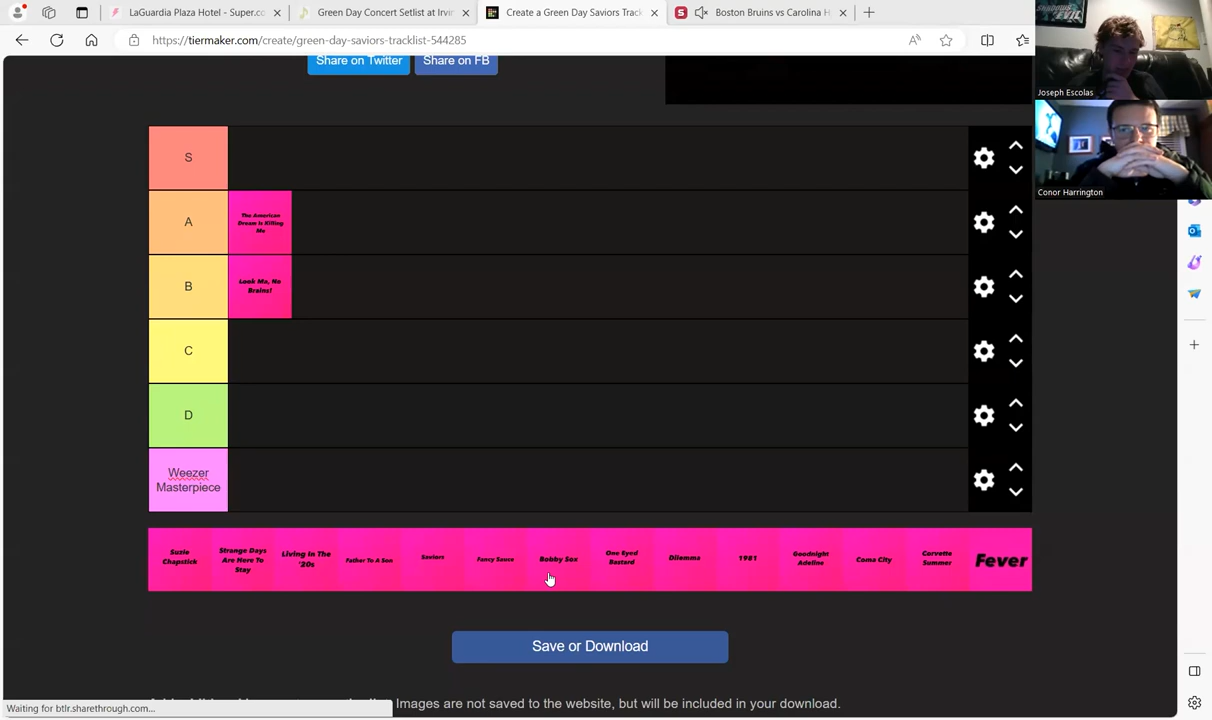 LaGuardia Plaza Hotel - Super.co
Green Day Concert Setlist at Irvin
Create a Green Day Saviors Track
Boston Bruins vs Carolina H
https://tiermaker.com/create/green-day-saviors-tracklist-544285
Share on Twitter
Share on FB
Joseph Escolas
Conor Harrington
S
A
The American
Dream Is Killing
Me
B
Look Ma, No
Brains!
C
D
Weezer
Masterpiece
Suzie
Chapstick
Strange Days
Are Here To
Stay
Living In The
'20s
Father To A Son
Saviors
Fancy Sauce
Bobby Sox
One Eyed
Bastard
Dilemma
1981
Goodnight
Adeline
Coma City
Corvette
Summer
Fever
Save or Download
Images are not saved to the website, but will be included in your download.
Waiting for btlr.sharethrough.com...